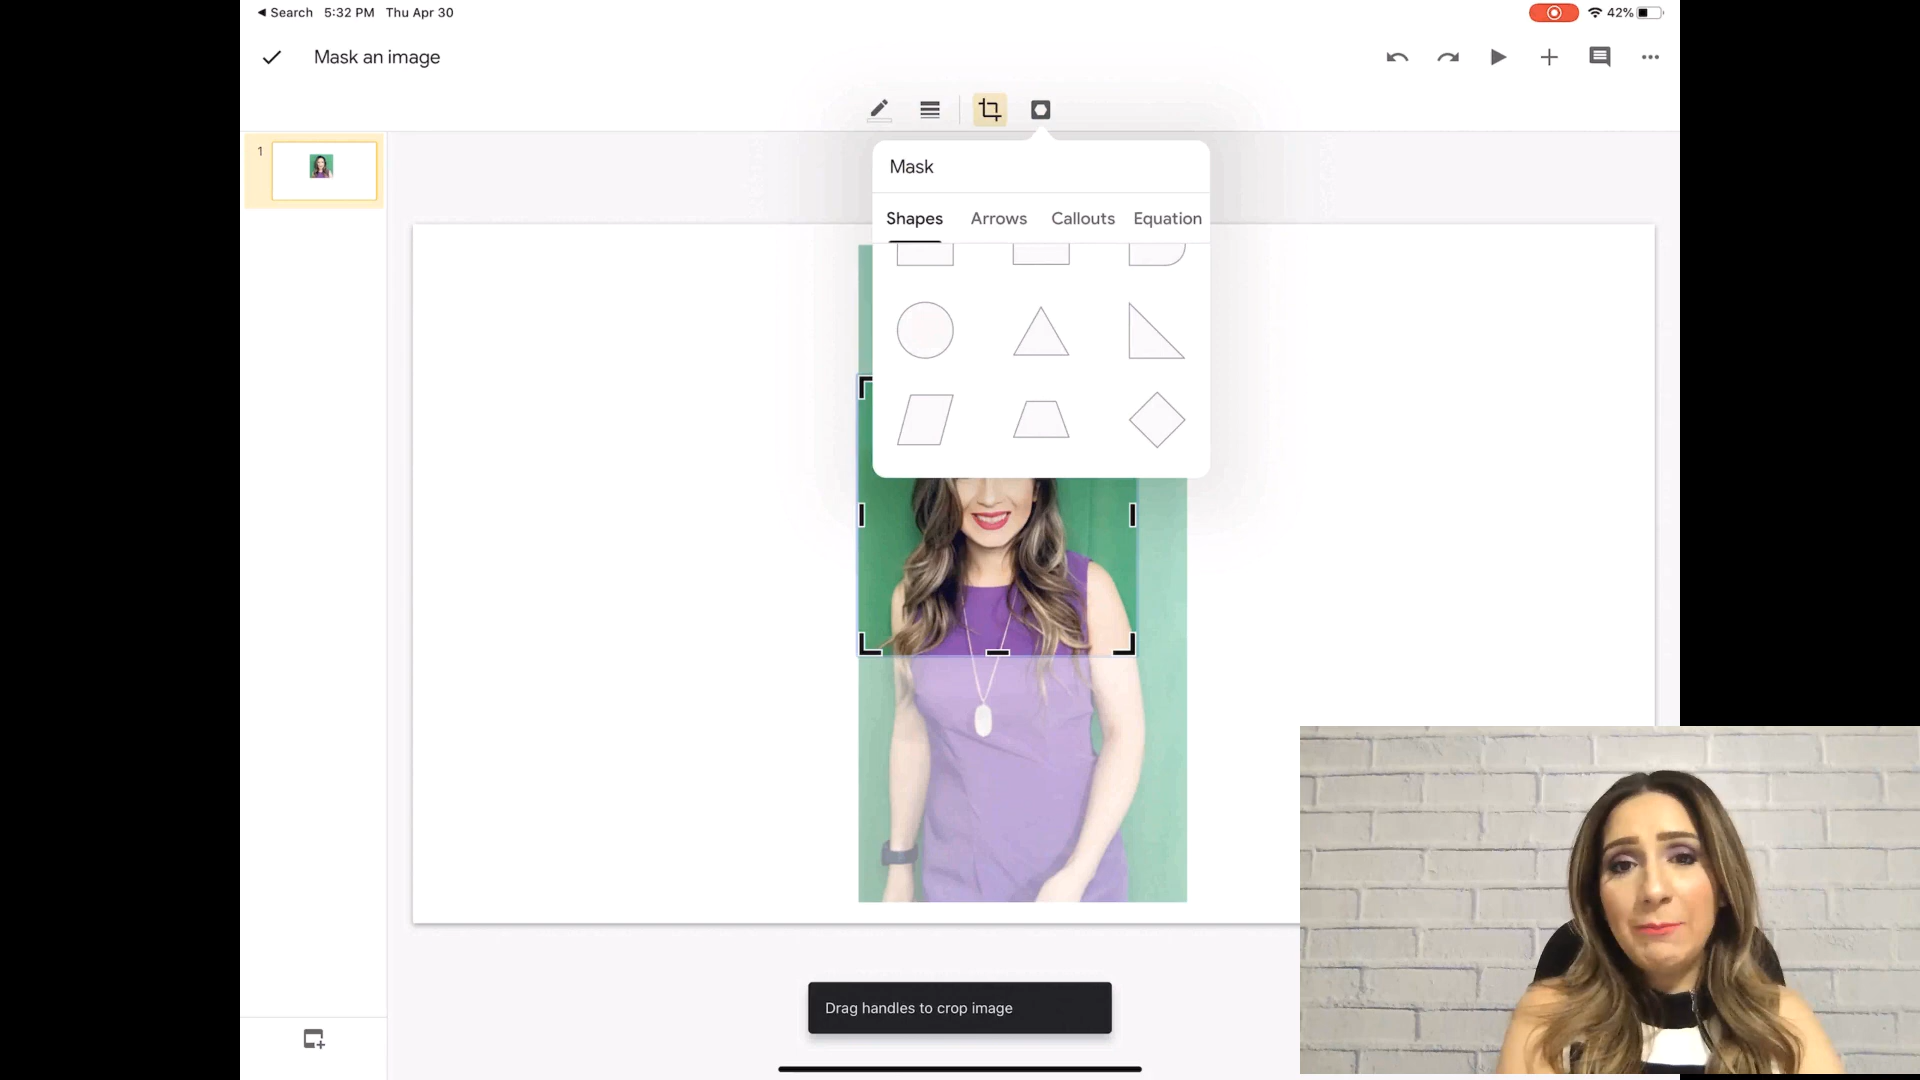 Search 5:32 PM Thu Apr 30
42%
Mask an image
1
Mask
Shapes Arrows Callouts Equation
Drag handles to crop image